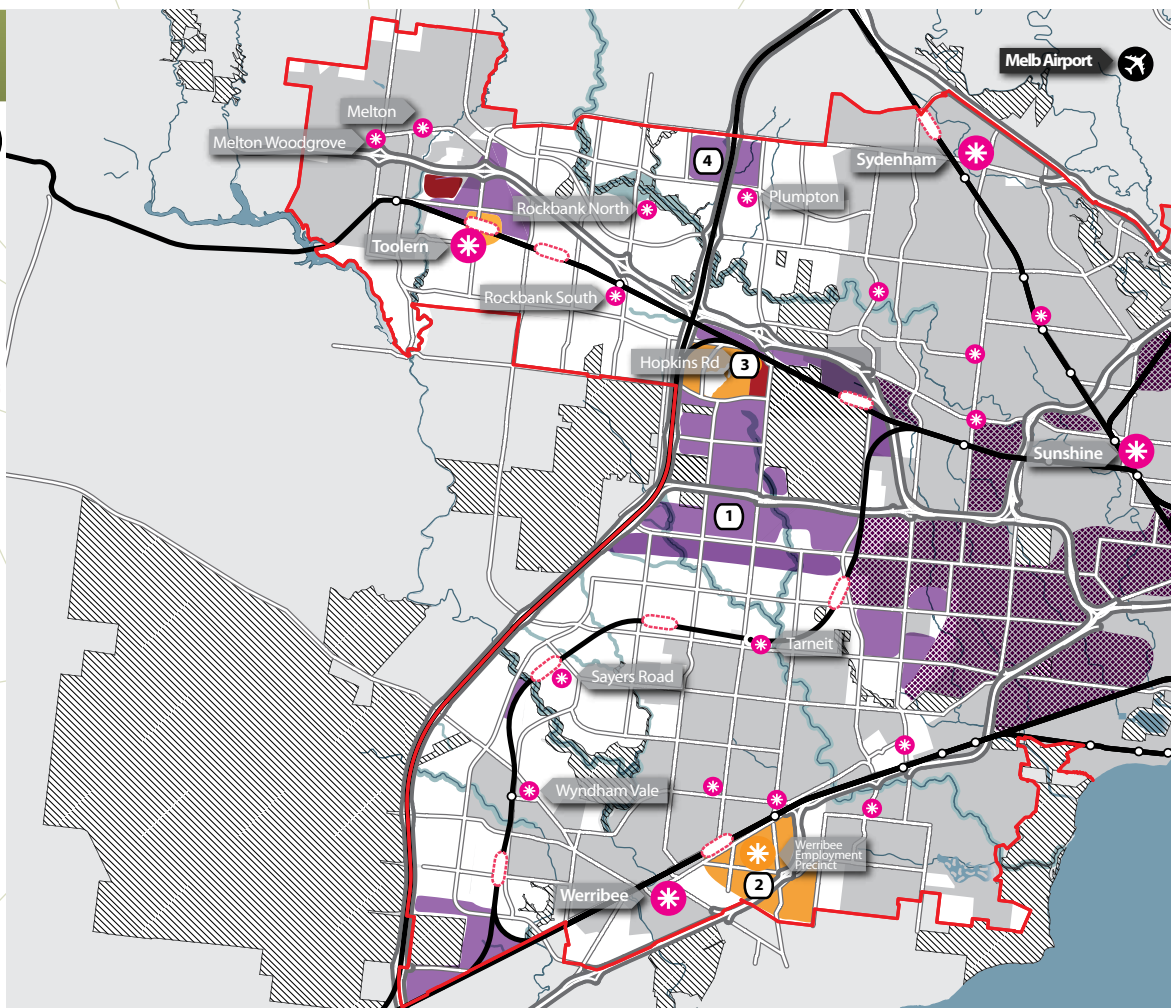 Melb Airport
Melton
Melton Woodgrove
4
Sydenham
Rockbank North
Plumpton
Toolern
Rockbank South
Hopkins Rd
3
Sunshine
1
Tarneit
Sayers Road
Wyndham Vale
Werribee
Employment
Precinct
2
Werribee